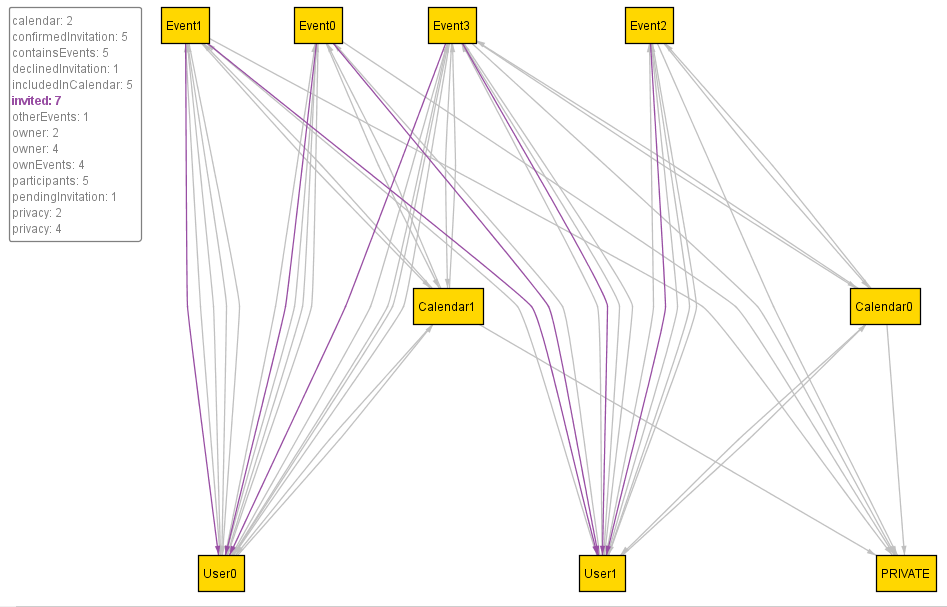 calendar: 2
confirmedInvitation: 5
containsEvents: 5
declinedInvitation: 1
includedInCalendar: 5
invited: 7
otherEvents: 1
owner: 2
owner: 4
ownEvents: 4
participants: 5
pendingInvitation: 1
privacy: 2
privacy: 4
Event1
Event0
Event3
Event2
Calendar1
Calendar0
User0
User1
PRIVATE